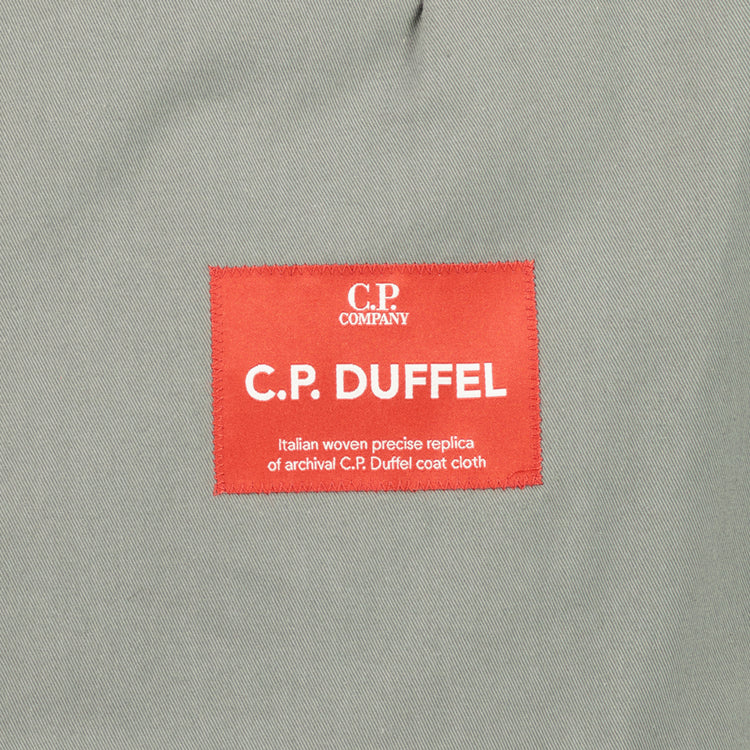 C.P.
COMPANY
C.P. DUFFEL
Italian woven precise replica
of archival C.P. Duffel coat cloth